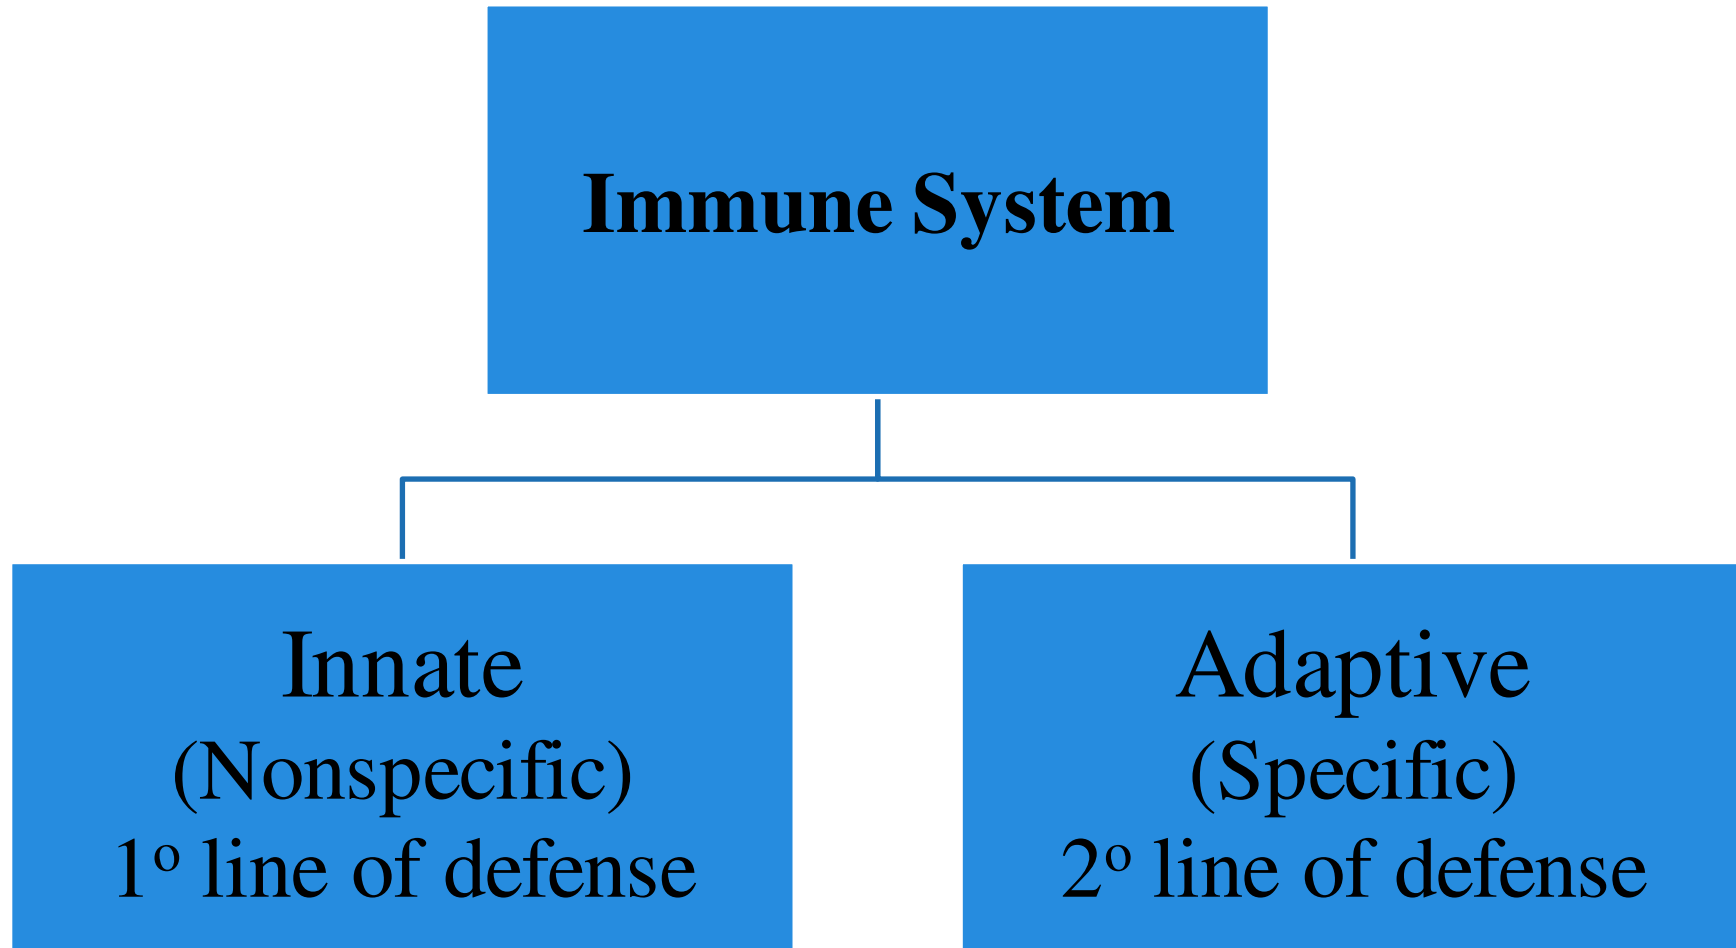 Immune System
Innate
(Nonspecific)
1º line of defense
Adaptive
(Specific)
2º line of defense